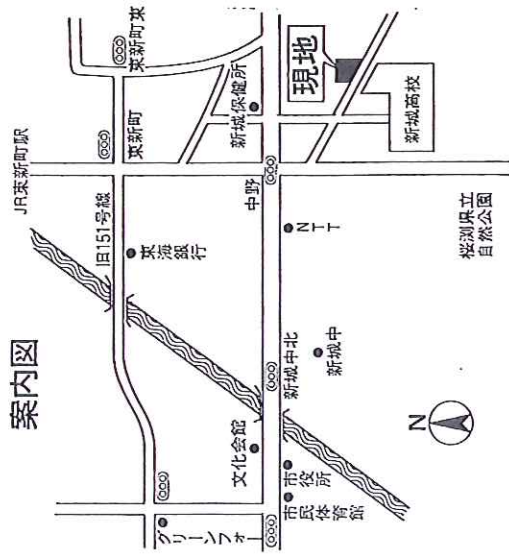 案内図
JR東新町駅
旧151号線
東新町
東新町東
東海銀行
グリーンフォー
文化会館
新城中北
中野
新城保健所
現地
市民体育館
市役所
新城中
NTT
新城高校
桜淵県立
自然公園
N